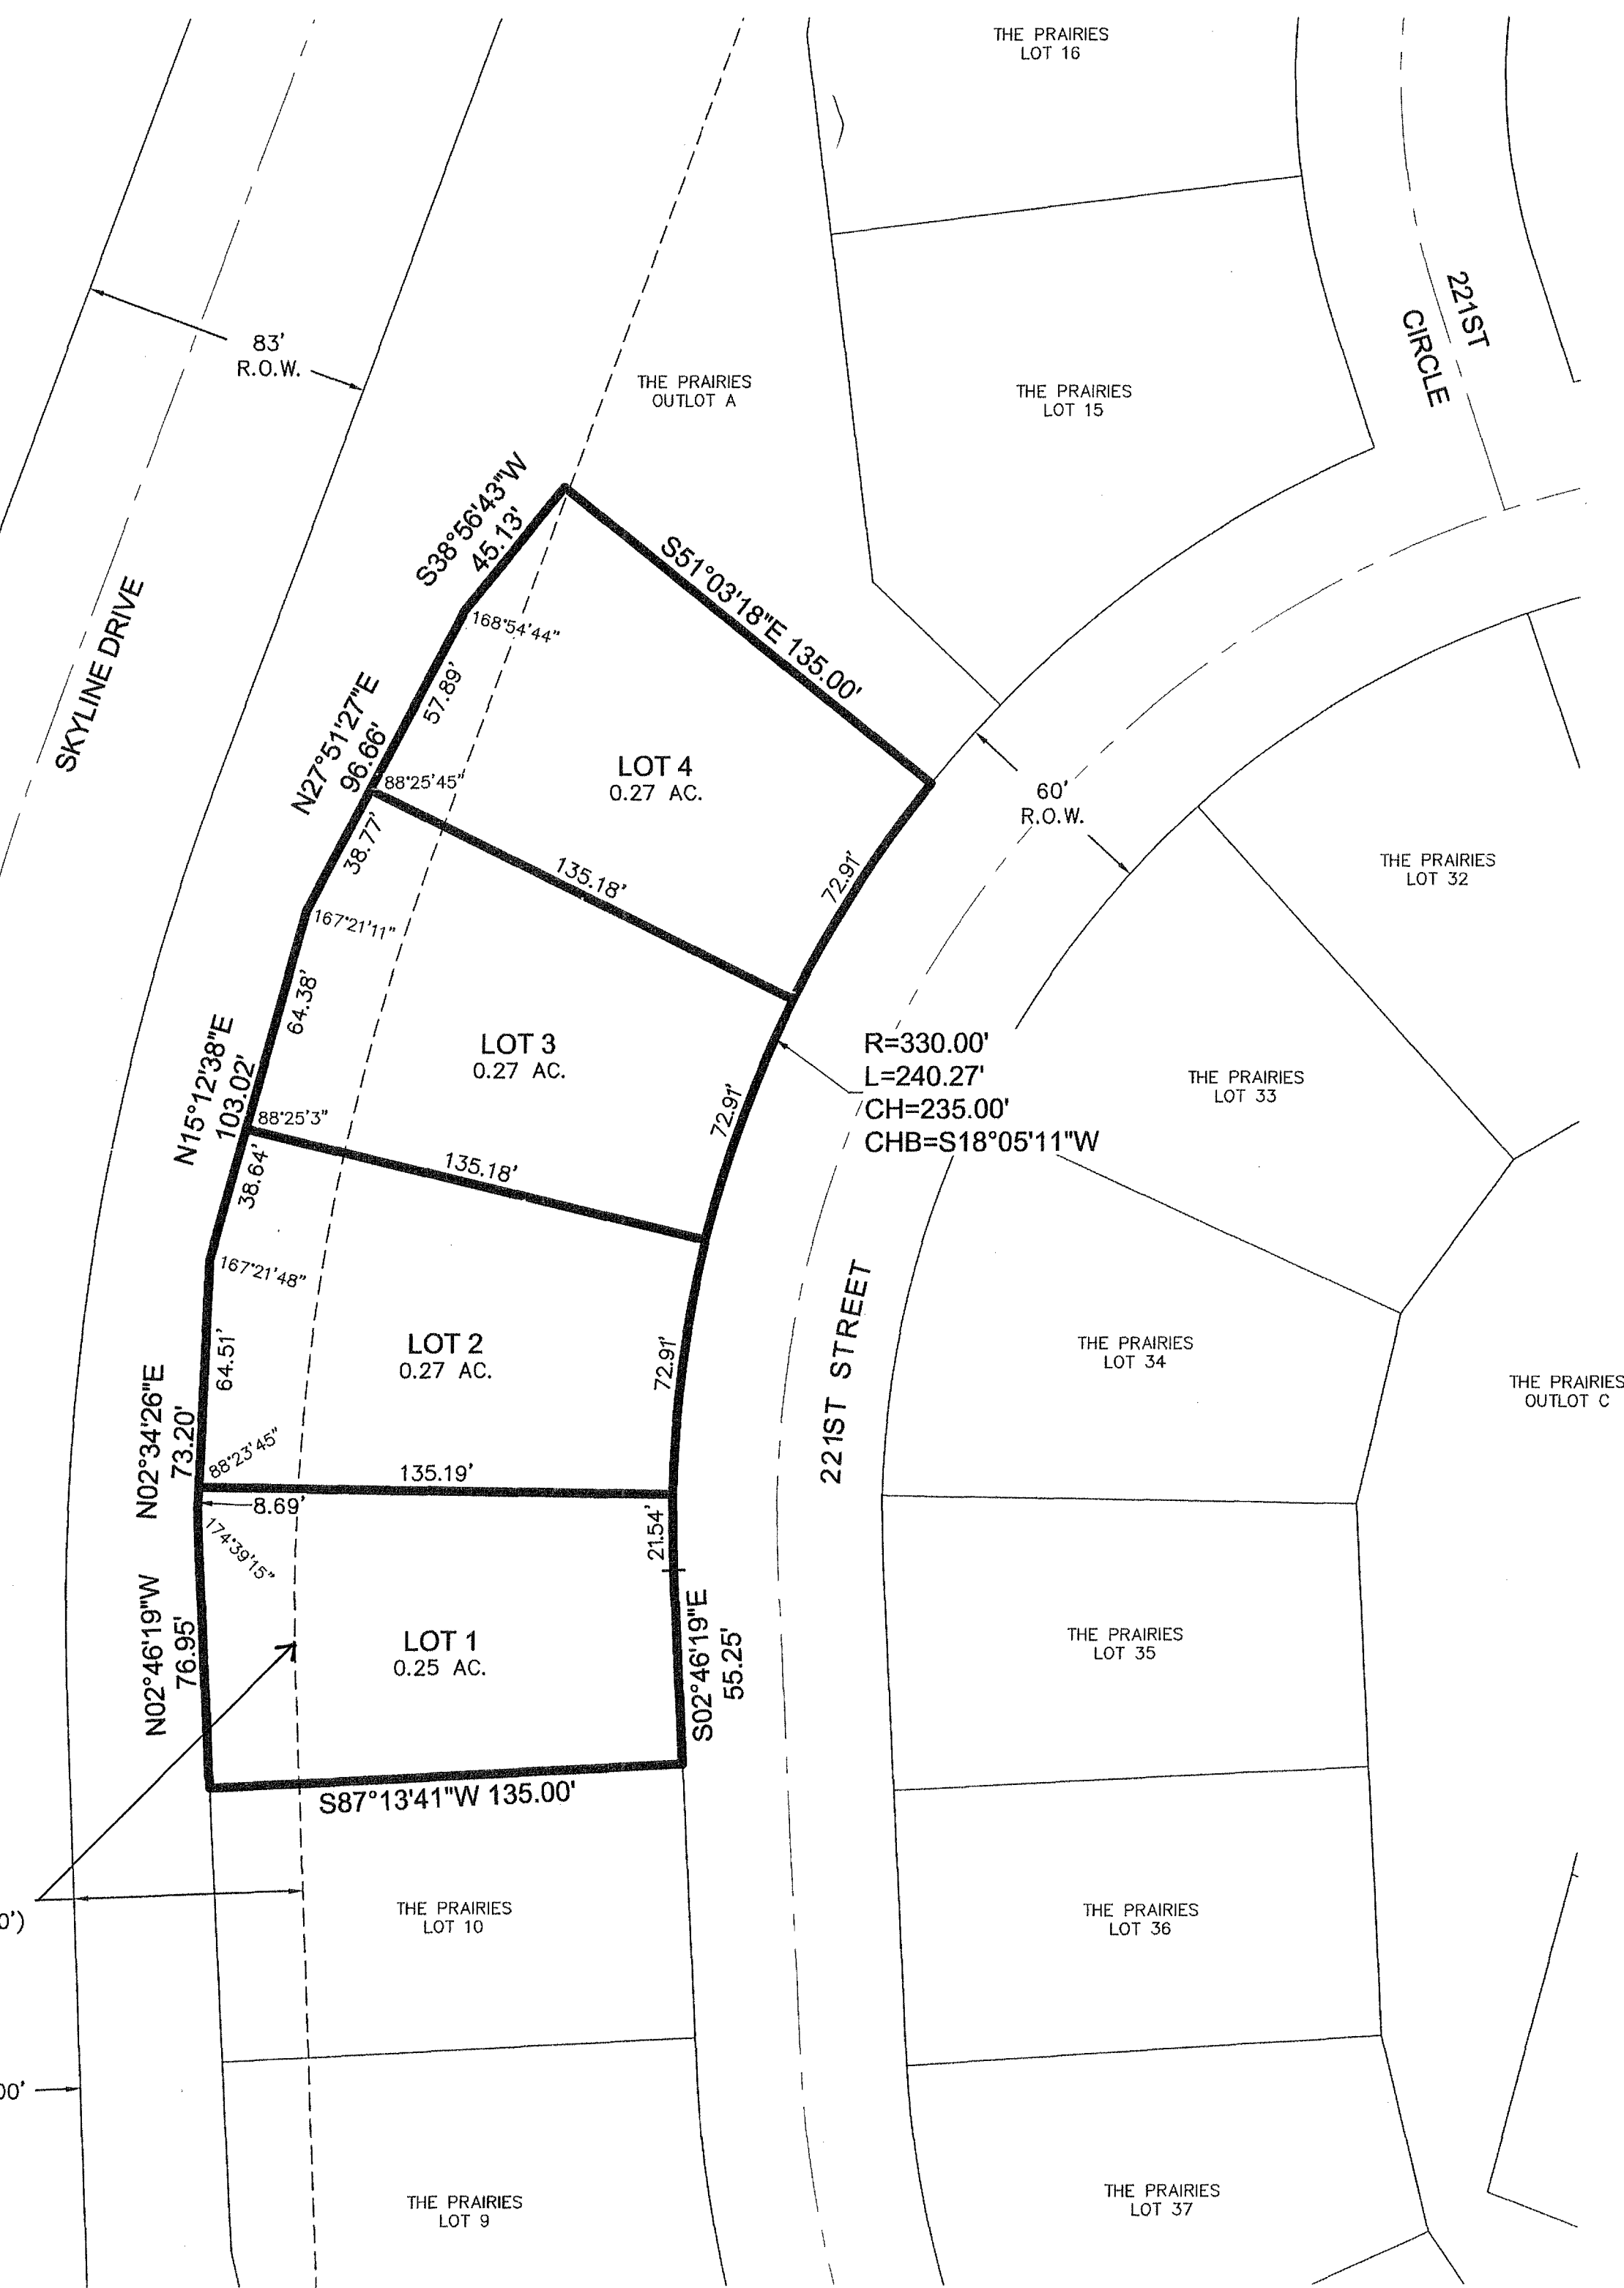 THE PRAIRIES
LOT 16
221ST
CIRCLE
83'
R.O.W.
THE PRAIRIES
OUTLOT A
THE PRAIRIES
LOT 15
S38°56'43"W
45.13'
S51°03'18"E 135.00'
168°54'44"
SKYLINE DRIVE
N27°51'27"E
96.66'
57.89'
88°25'45"
LOT 4
0.27 AC.
60'
R.O.W.
THE PRAIRIES
LOT 32
38.77'
135.18'
72.91'
167°21'11"
64.38'
LOT 3
0.27 AC.
R=330.00'
L=240.27'
CH=235.00'
CHB=S18°05'11"W
THE PRAIRIES
LOT 33
N15°12'38"E
103.02'
88°25'3"
72.91'
38.64'
135.18'
167°21'48"
LOT 2
0.27 AC.
64.51'
72.91'
221ST STREET
THE PRAIRIES
LOT 34
THE PRAIRIES
OUTLOT C
N02°34'26"E
73.20'
88°23'45"
135.19'
8.69'
174°39'15"
21.54'
N02°46'19"W
76.95'
LOT 1
0.25 AC.
S02°46'19"E
55.25'
THE PRAIRIES
LOT 35
S87°13'41"W 135.00'
0')
THE PRAIRIES
LOT 10
THE PRAIRIES
LOT 36
00'
THE PRAIRIES
LOT 9
THE PRAIRIES
LOT 37